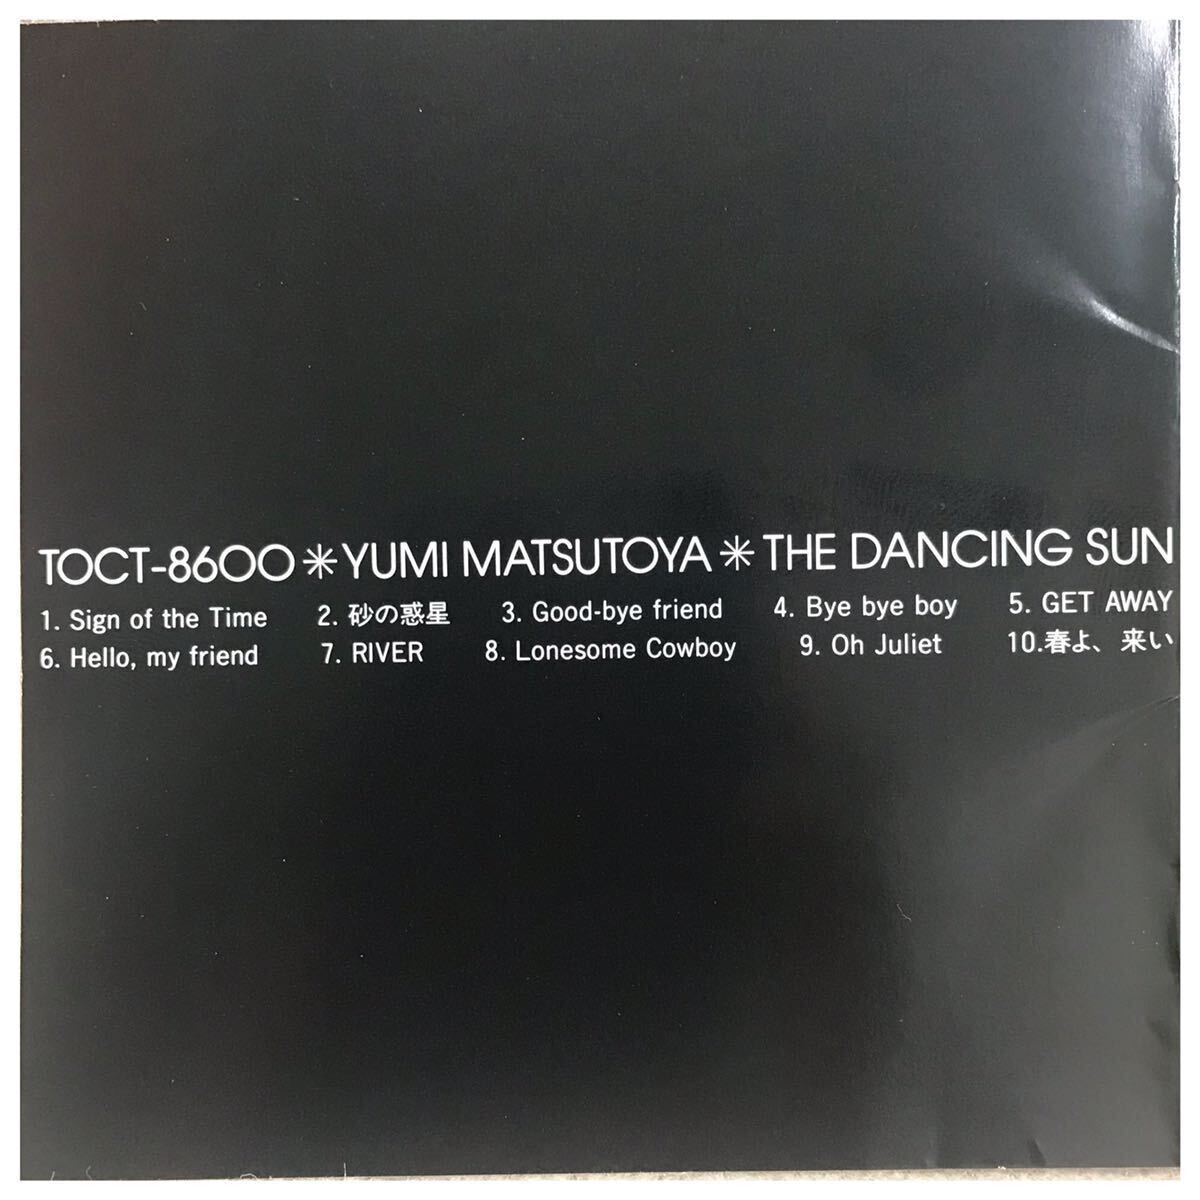 TOCT-8600✳YUMI MATSUTOYA✳THE DANCING SUN
1. Sign of the Time 2. 砂の惑星 3. Good-bye friend 4. Bye bye boy 5. GET AWAY
6. Hello, my friend 7. RIVER 8. Lonesome Cowboy 9. Oh Juliet 10.春よ、来い